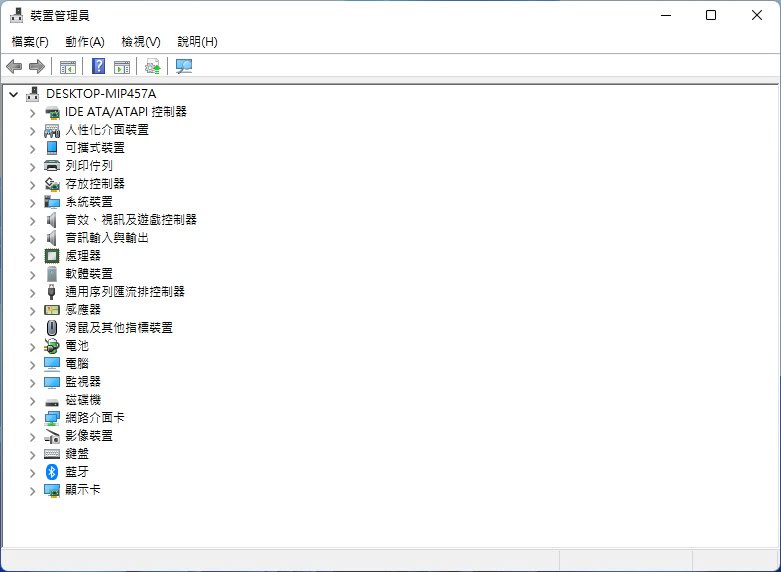 裝置管理員
檔案(F) 動作(A) 檢視(V) 說明(H)
DESKTOP-MIP457A
IDE ATA/ATAPI 控制器
人性化介面裝置
可攜式裝置
列印佇列
存放控制器
系統裝置
音效、視訊及遊戲控制器
音訊輸入與輸出
處理器
軟體裝置
通用序列匯流排控制器
感應器
滑鼠及其他指標裝置
電池
電腦
監視器
磁碟機
網路介面卡
影像裝置
鍵盤
藍牙
顯示卡